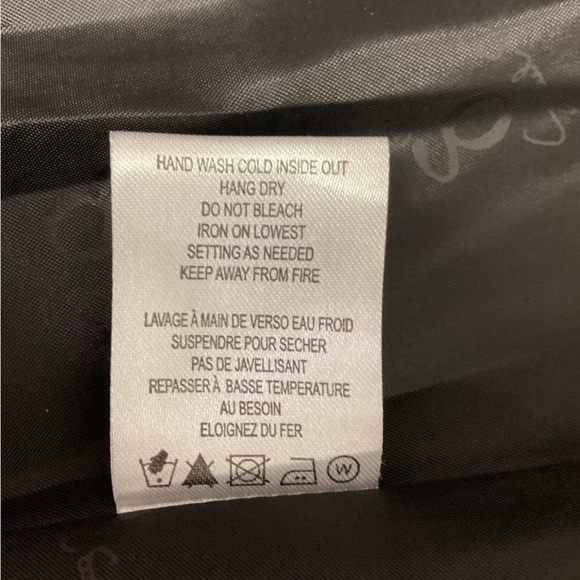 HAND WASH COLD INSIDE OUT
HANG DRY
DO NOT BLEACH
IRON ON LOWEST
SETTING AS NEEDED
KEEP AWAY FROM FIRE
LAVAGE À MAIN DE VERSO EAU FROID
SUSPENDRE POUR SECHER
PAS DE JAVELLISANT
REPASSER À BASSE TEMPERATURE
AU BESOIN
ELOIGNEZ DU FER
W